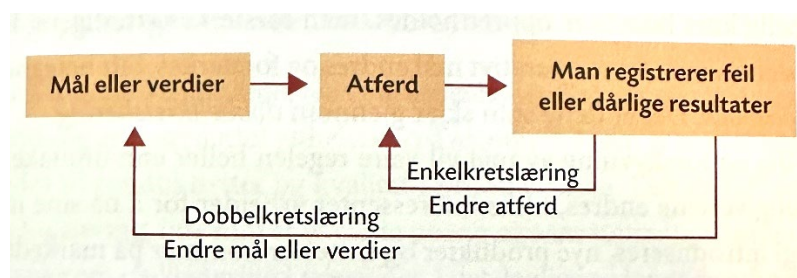 Mål eller verdier
Atferd
Man registrerer feil
eller dårlige resultater
Enkelkretslæring
Endre atferd
Dobbelkretslæring
Endre mål eller verdier